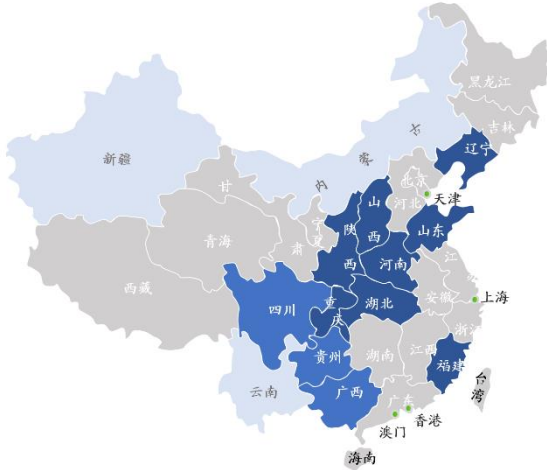 黑龙江
吉林
辽宁
新疆
内蒙古
甘肃
北京
天津
河北
山西
宁夏
陕西
山东
青海
河南
江
西藏
四川
重庆
湖北
安徽
上海
浙江
贵州
湖南
江西
福建
云南
广西
广东
台湾
香港
澳门
海南